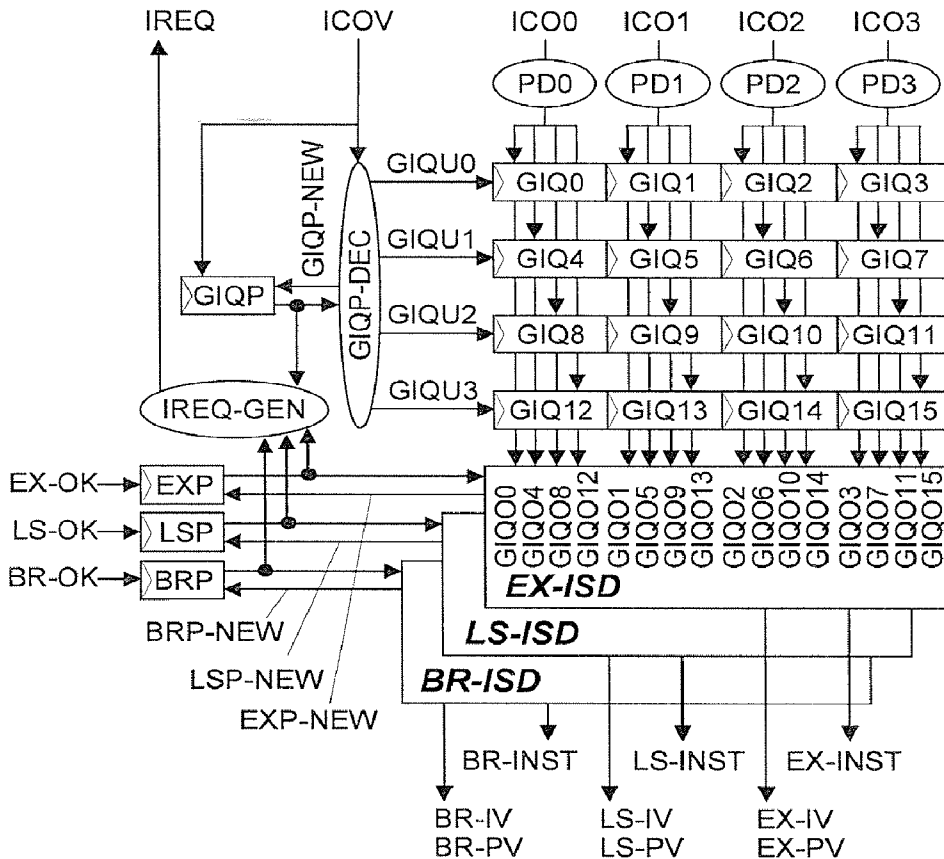 IREQ ICOV ICO0 ICO1 ICO2 ICO3
PD0 PD1 PD2 PD3
GIQP-NEW
GIQP-DEC
GIQU0 GIQ0 GIQ1 GIQ2 GIQ3
GIQU1 GIQ4 GIQ5 GIQ6 GIQ7
GIQP
GIQU2 GIQ8 GIQ9 GIQ10 GIQ11
GIQU3 GIQ12 GIQ13 GIQ14 GIQ15
IREQ-GEN
EX-OK EXP
LS-OK LSP
BR-OK BRP
GIQO0 GIQO4 GIQO8 GIQO12 GIQO1 GIQO5 GIQO9 GIQO13 GIQO2 GIQO6 GIQO10 GIQO14 GIQO3 GIQO7 GIQO11 GIQO15
EX-ISD
LS-ISD
BR-ISD
BRP-NEW
LSP-NEW
EXP-NEW
BR-INST LS-INST EX-INST
BR-IV LS-IV EX-IV
BR-PV LS-PV EX-PV